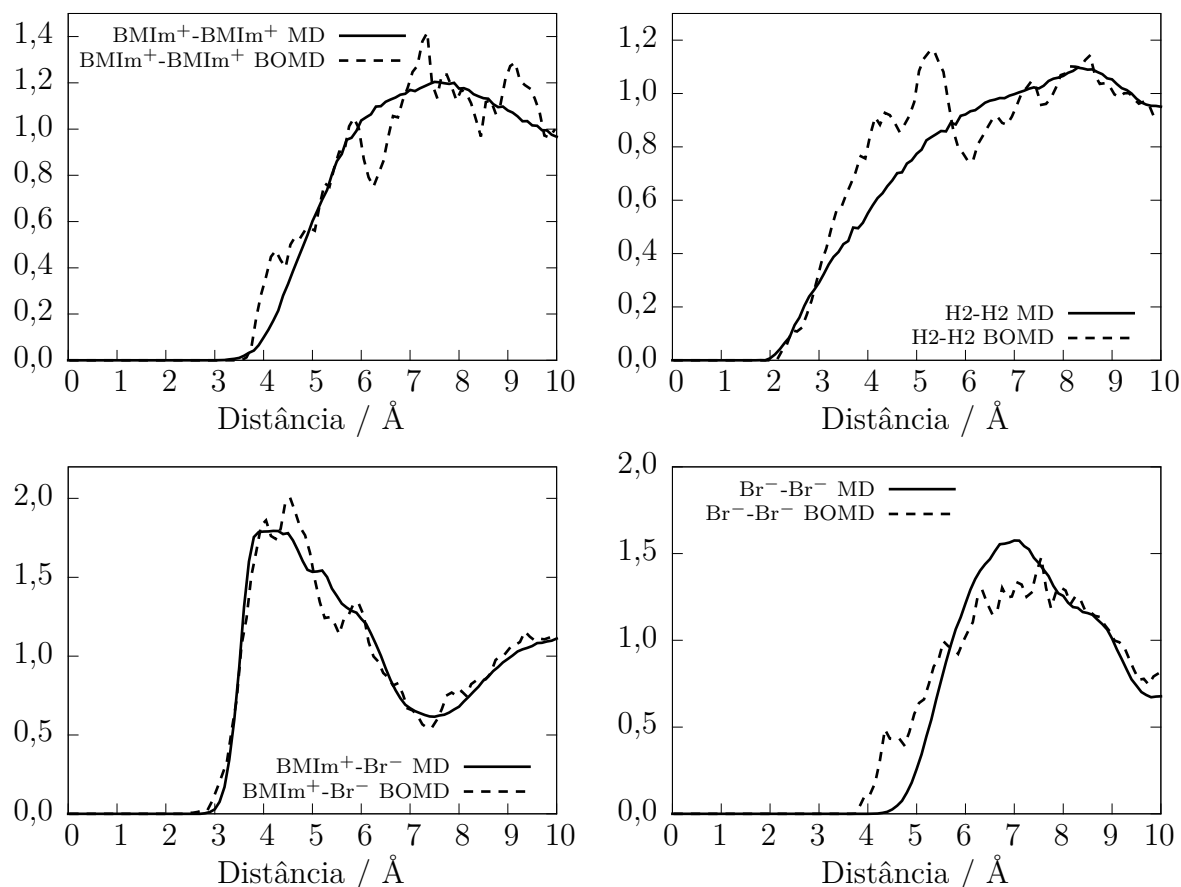 1,4
1,2
1,0
0,8
0,6
0,4
0,2
0,0
BMIm⁺-BMIm⁺ MD
BMIm⁺-BMIm⁺ BOMD
0 1 2 3 4 5 6 7 8 9 10
Distância / Å
1,2
1,0
0,8
0,6
0,4
0,2
0,0
H2-H2 MD
H2-H2 BOMD
0 1 2 3 4 5 6 7 8 9 10
Distância / Å
2,0
1,5
1,0
0,5
0,0
BMIm⁺-Br⁻ MD
BMIm⁺-Br⁻ BOMD
0 1 2 3 4 5 6 7 8 9 10
Distância / Å
2,0
1,5
1,0
0,5
0,0
Br⁻-Br⁻ MD
Br⁻-Br⁻ BOMD
0 1 2 3 4 5 6 7 8 9 10
Distância / Å